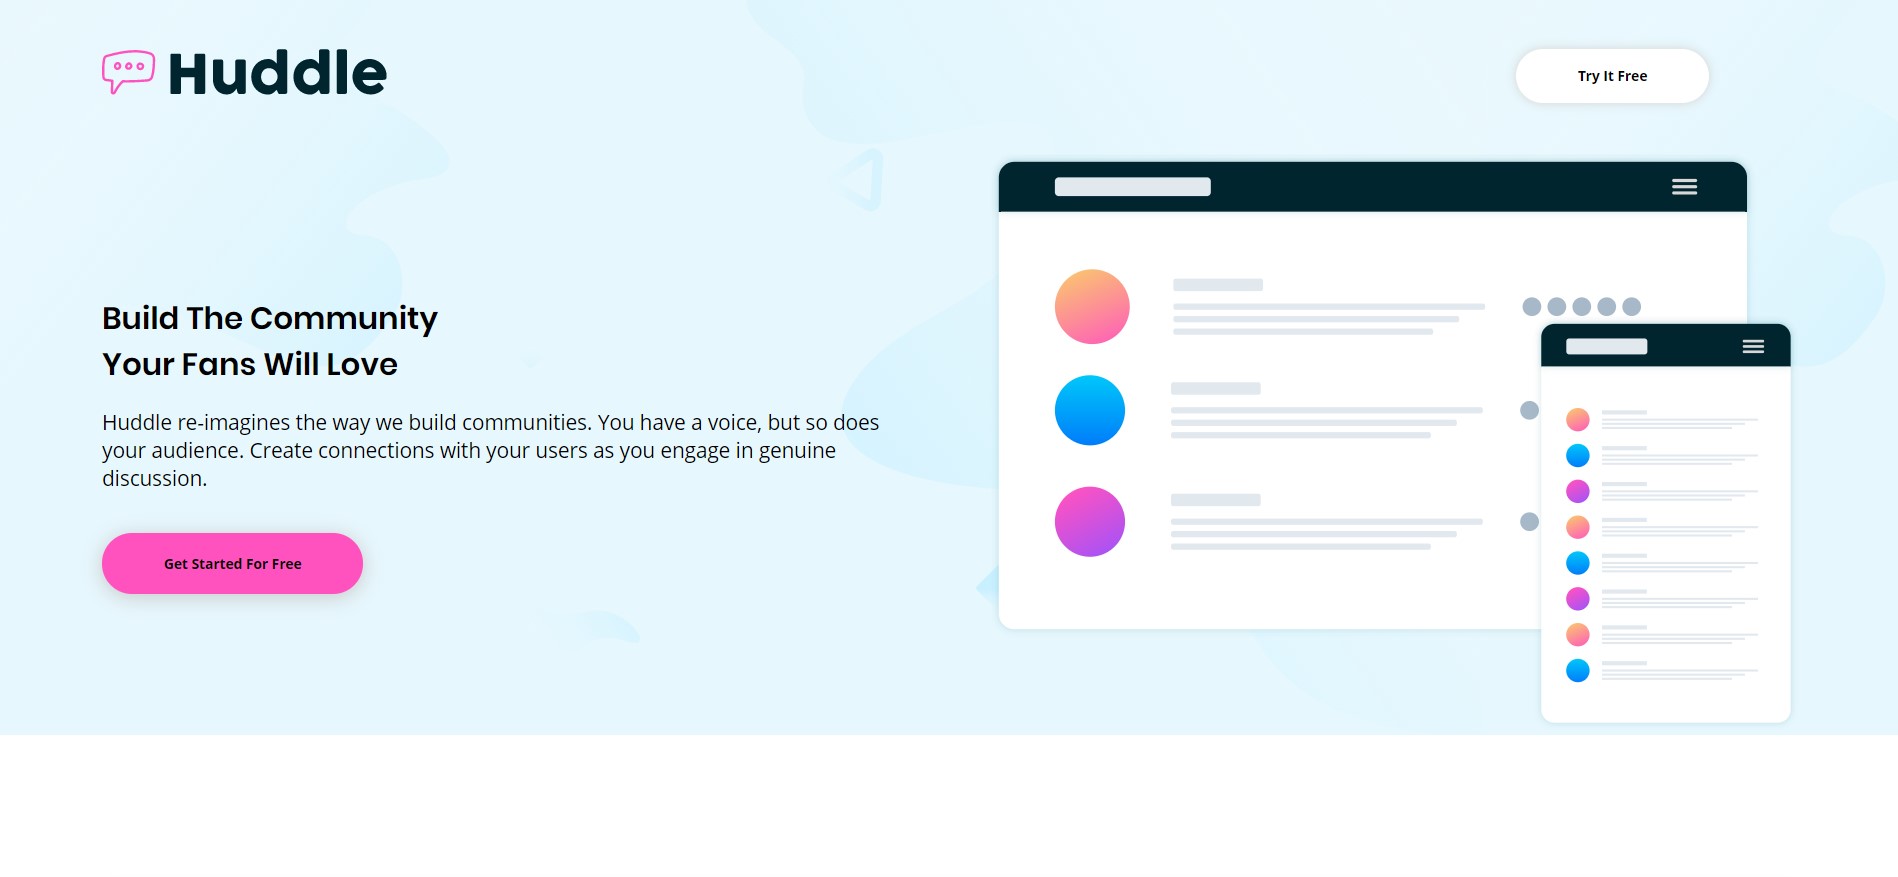 Huddle
Try It Free
Build The Community
Your Fans Will Love
Huddle re-imagines the way we build communities. You have a voice, but so does
your audience. Create connections with your users as you engage in genuine
discussion.
Get Started For Free